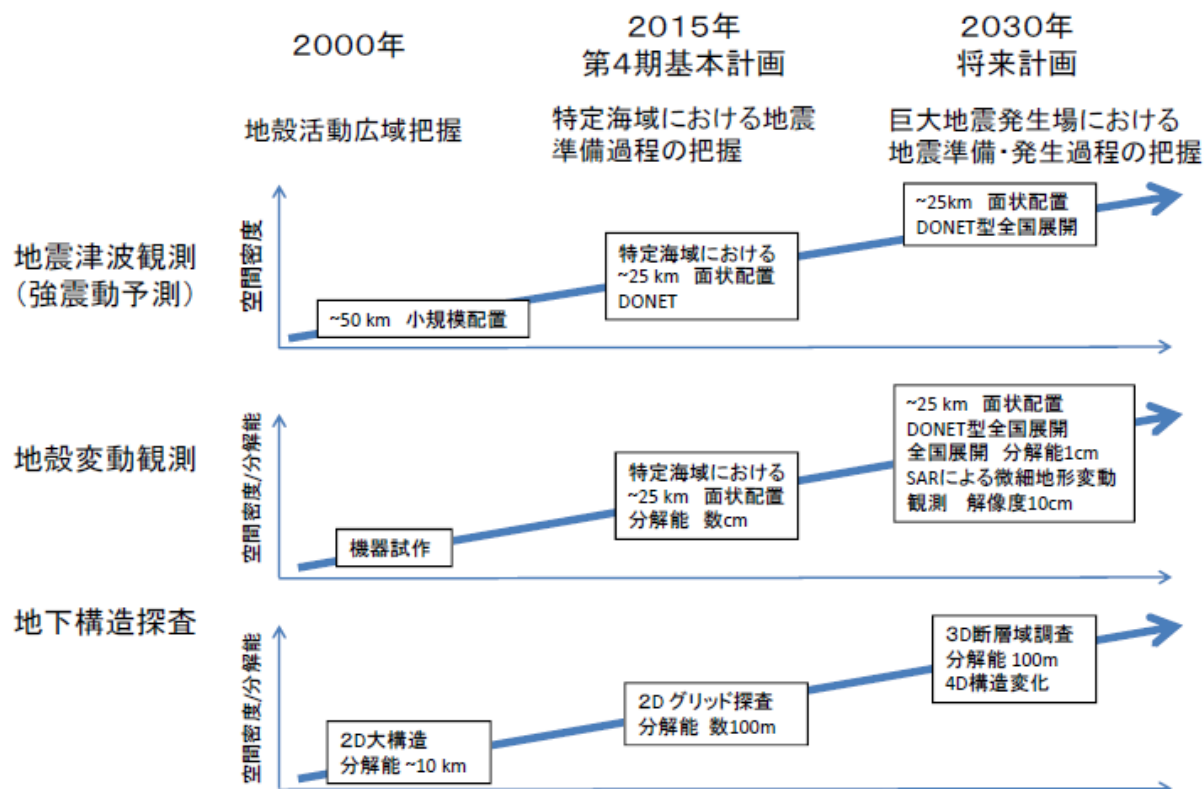 2000年
2015年
第4期基本計画
2030年
将来計画
地殻活動広域把握
特定海域における地震
準備過程の把握
巨大地震発生場における
地震準備・発生過程の把握
地震津波観測
（強震動予測）
空間密度
~50 km 小規模配置
特定海域における
~25 km 面状配置
DONET
~25km 面状配置
DONET型全国展開
地殻変動観測
空間密度/分解能
機器試作
特定海域における
~25 km 面状配置
分解能 数cm
~25 km 面状配置
DONET型全国展開
全国展開 分解能1cm
SARによる微細地形変動
観測 解像度10cm
地下構造探査
空間密度/分解能
2D大構造
分解能 ~10 km
2D グリッド探査
分解能 数100m
3D断層域調査
分解能 100m
4D構造変化